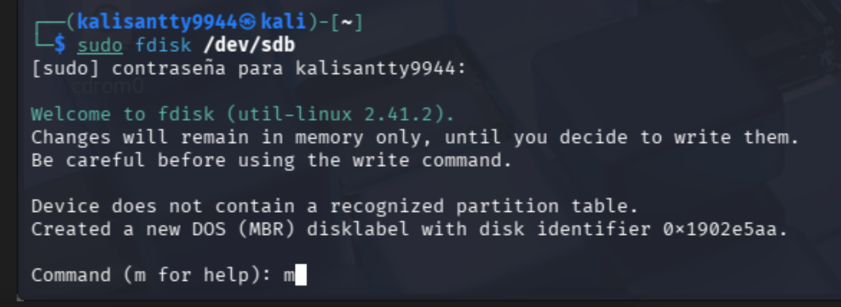 ┌──(kalisantty9944㉿kali)-[~]
└─$ sudo fdisk /dev/sdb
[sudo] contraseña para kalisantty9944:
Welcome to fdisk (util-linux 2.41.2).
Changes will remain in memory only, until you decide to write them.
Be careful before using the write command.
Device does not contain a recognized partition table.
Created a new DOS (MBR) disklabel with disk identifier 0×1902e5aa.
Command (m for help): m